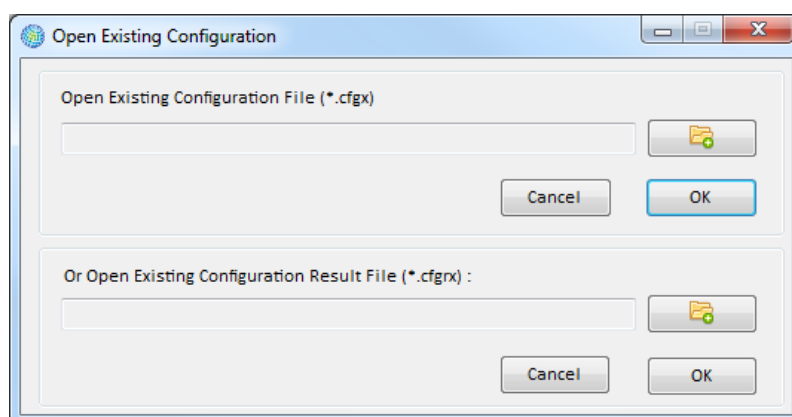 Open Existing Configuration
Open Existing Configuration File (*.cfgx)
Cancel
OK
Or Open Existing Configuration Result File (*.cfgrx) :
Cancel
OK